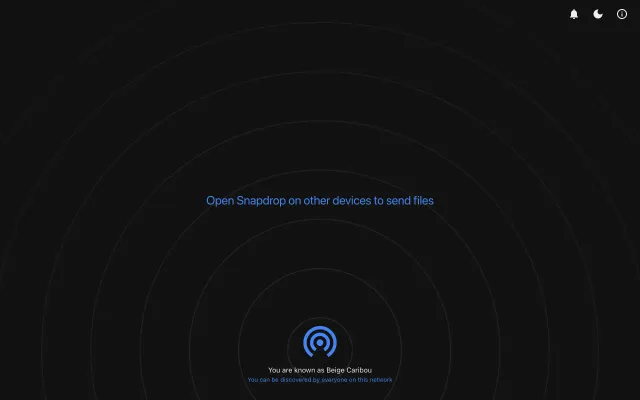 Open Snapdrop on other devices to send files
You are known as Beige Caribou
You can be discovered by everyone on this network